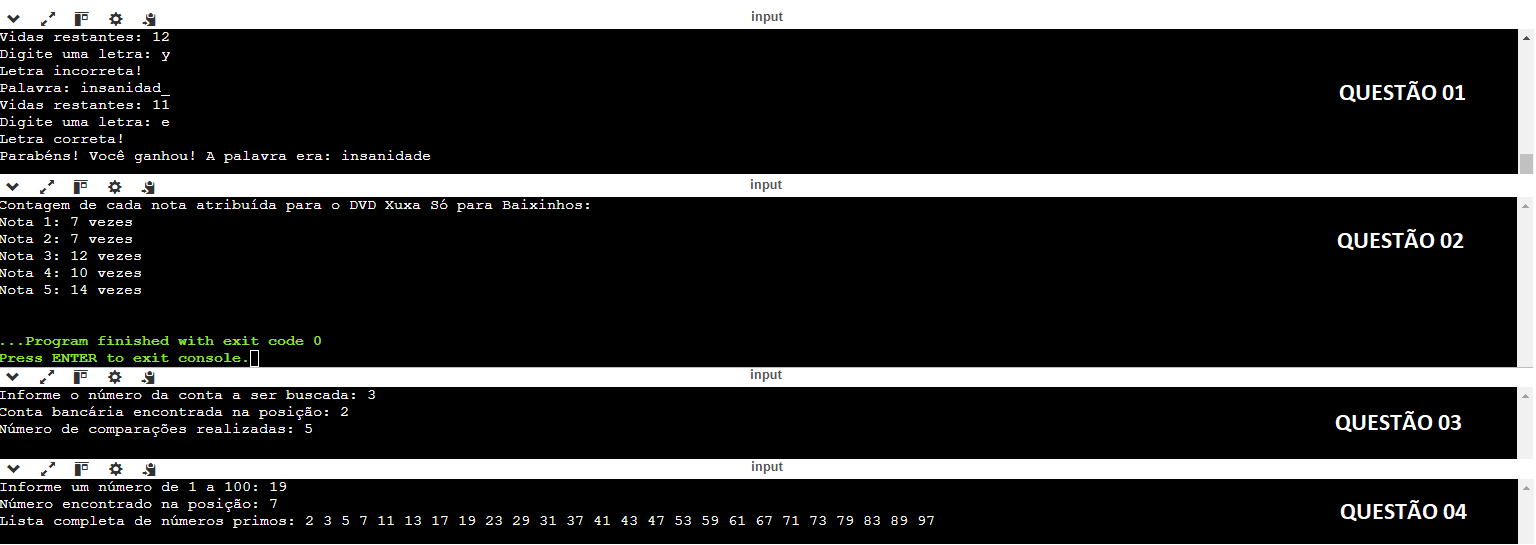 input
Vidas restantes: 12
Digite uma letra: y
Letra incorreta!
Palavra: insanidad_
Vidas restantes: 11
Digite uma letra: e
Letra correta!
Parabéns! Você ganhou! A palavra era: insanidade
QUESTÃO 01
input
Contagem de cada nota atribuída para o DVD Xuxa Só para Baixinhos:
Nota 1: 7 vezes
Nota 2: 7 vezes
Nota 3: 12 vezes
Nota 4: 10 vezes
Nota 5: 14 vezes
...Program finished with exit code 0
Press ENTER to exit console.
QUESTÃO 02
input
Informe o número da conta a ser buscada: 3
Conta bancária encontrada na posição: 2
Número de comparações realizadas: 5
QUESTÃO 03
input
Informe um número de 1 a 100: 19
Número encontrado na posição: 7
Lista completa de números primos: 2 3 5 7 11 13 17 19 23 29 31 37 41 43 47 53 59 61 67 71 73 79 83 89 97
QUESTÃO 04